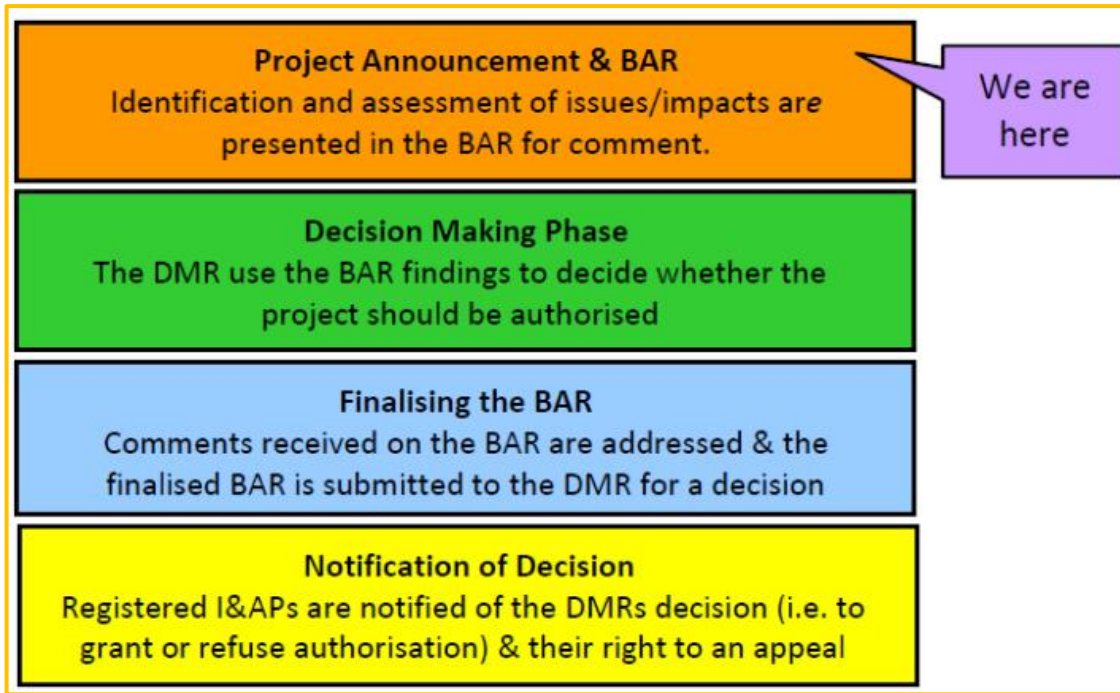 Project Announcement & BAR
Identification and assessment of issues/impacts are
presented in the BAR for comment.
We are
here
Decision Making Phase
The DMR use the BAR findings to decide whether the
project should be authorised
Finalising the BAR
Comments received on the BAR are addressed & the
finalised BAR is submitted to the DMR for a decision
Notification of Decision
Registered I&APs are notified of the DMRs decision (i.e. to
grant or refuse authorisation) & their right to an appeal